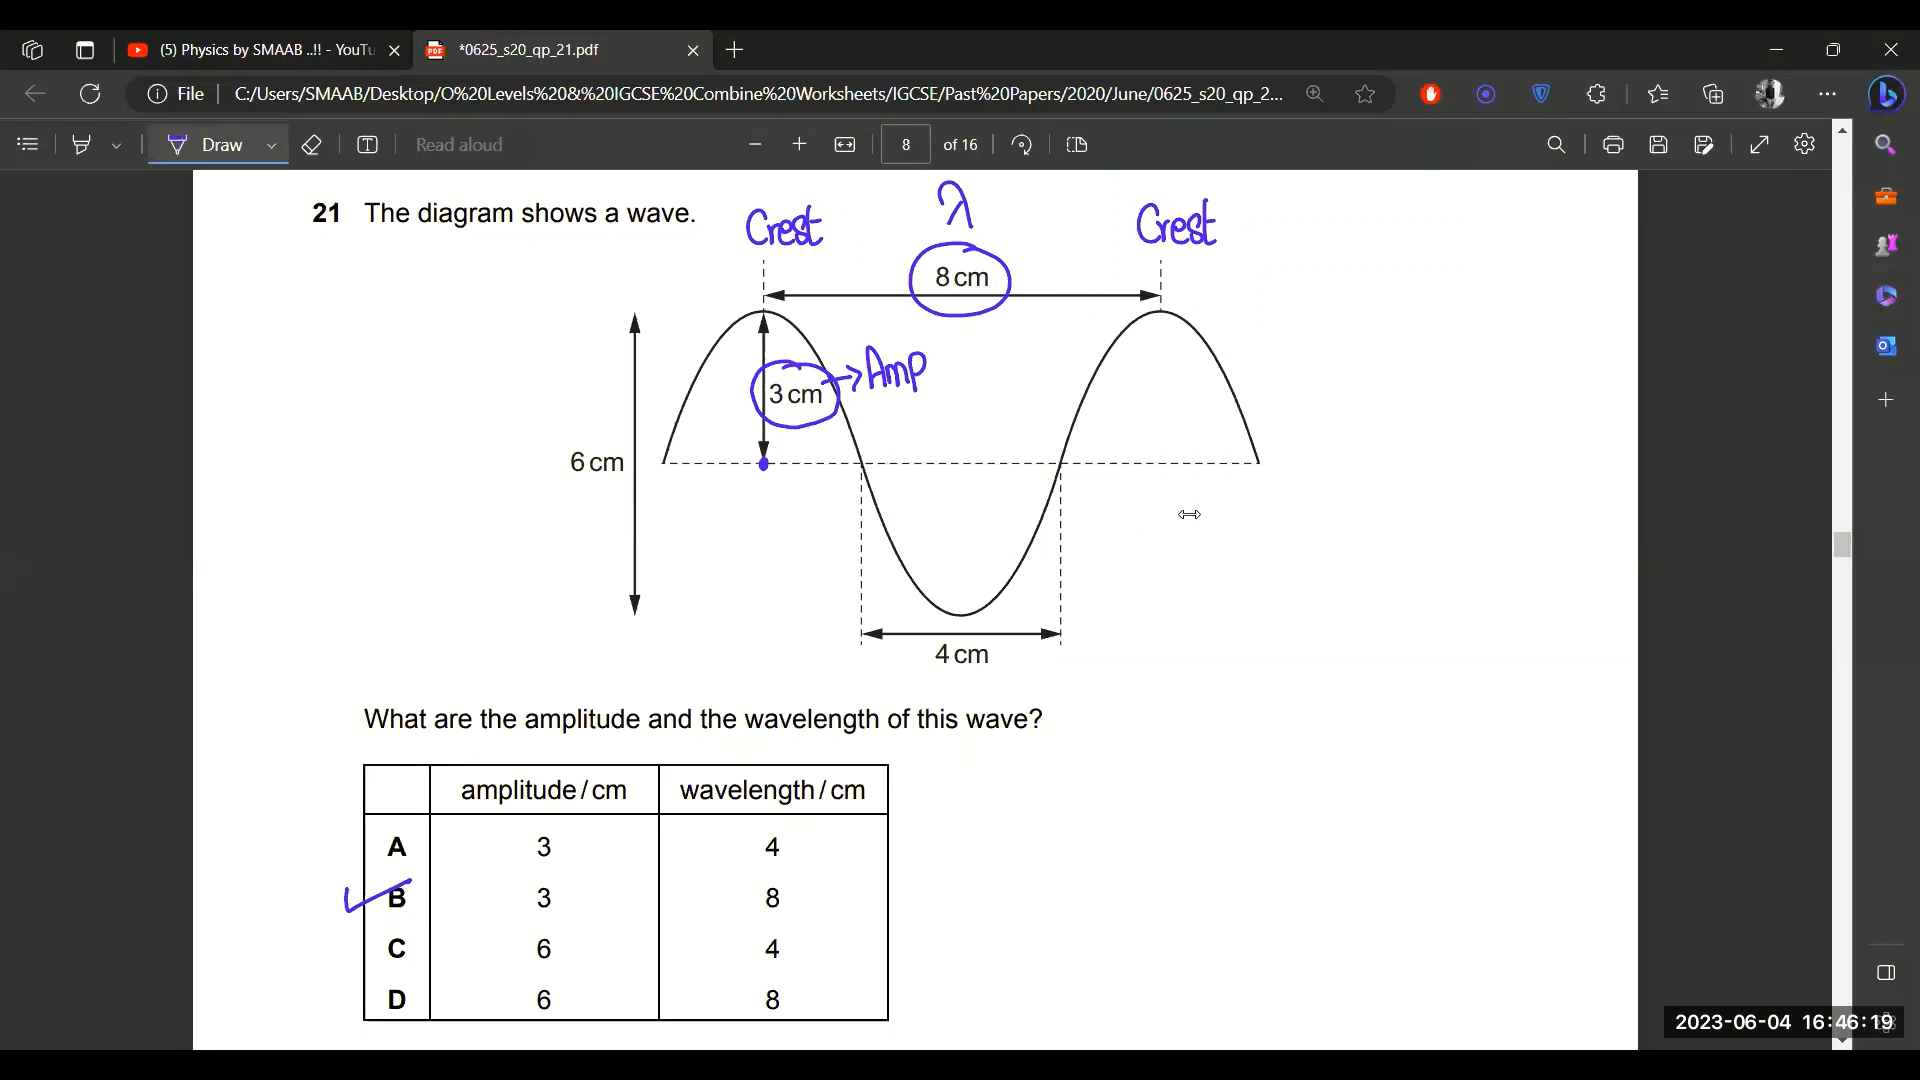 (5) Physics by SMAAB ..!! - YouTu
*0625_s20_qp_21.pdf
File
C:/Users/SMAAB/Desktop/O%20Levels%20&%20IGCSE%20Combine%20Worksheets/IGCSE/Past%20Papers/2020/June/0625_s20_qp_2...
Draw
Read aloud
8 of 16
21 The diagram shows a wave.
Crest
λ
Crest
8 cm
3 cm
Amp
6 cm
4 cm
What are the amplitude and the wavelength of this wave?
amplitude / cm wavelength / cm
A 3 4
B 3 8
C 6 4
D 6 8
2023-06-04 16:46:19